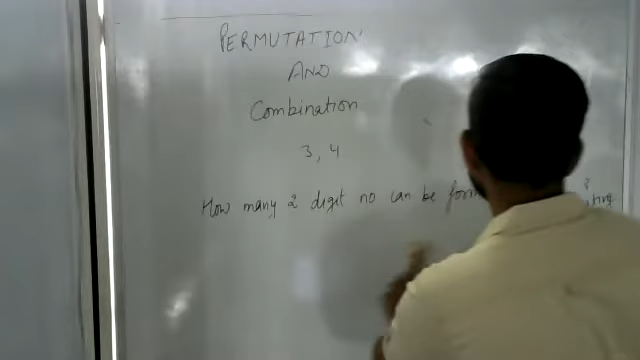 PERMUTATION
AND
Combination
3, 4
How many 2 digit no can be form